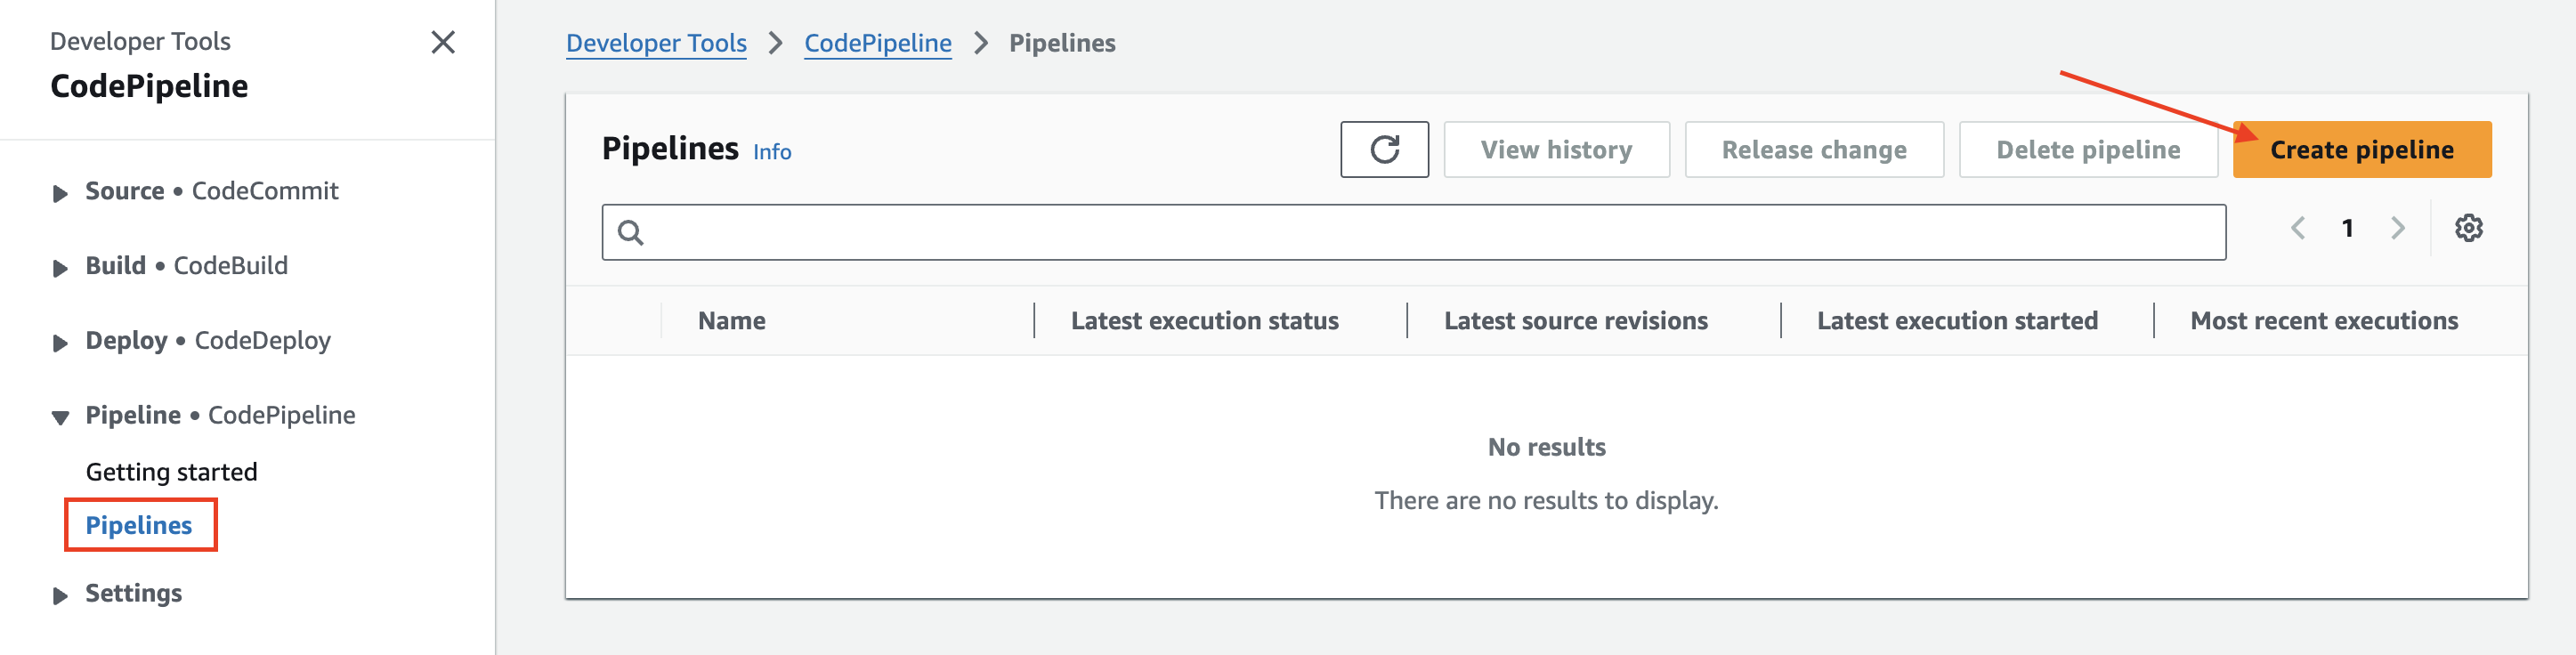 Developer Tools
CodePipeline
Source • CodeCommit
Build • CodeBuild
Deploy • CodeDeploy
Pipeline • CodePipeline
Getting started
Pipelines
Settings
Developer Tools > CodePipeline > Pipelines
Pipelines Info View history Release change Delete pipeline Create pipeline
1
Name Latest execution status Latest source revisions Latest execution started Most recent executions
No results
There are no results to display.